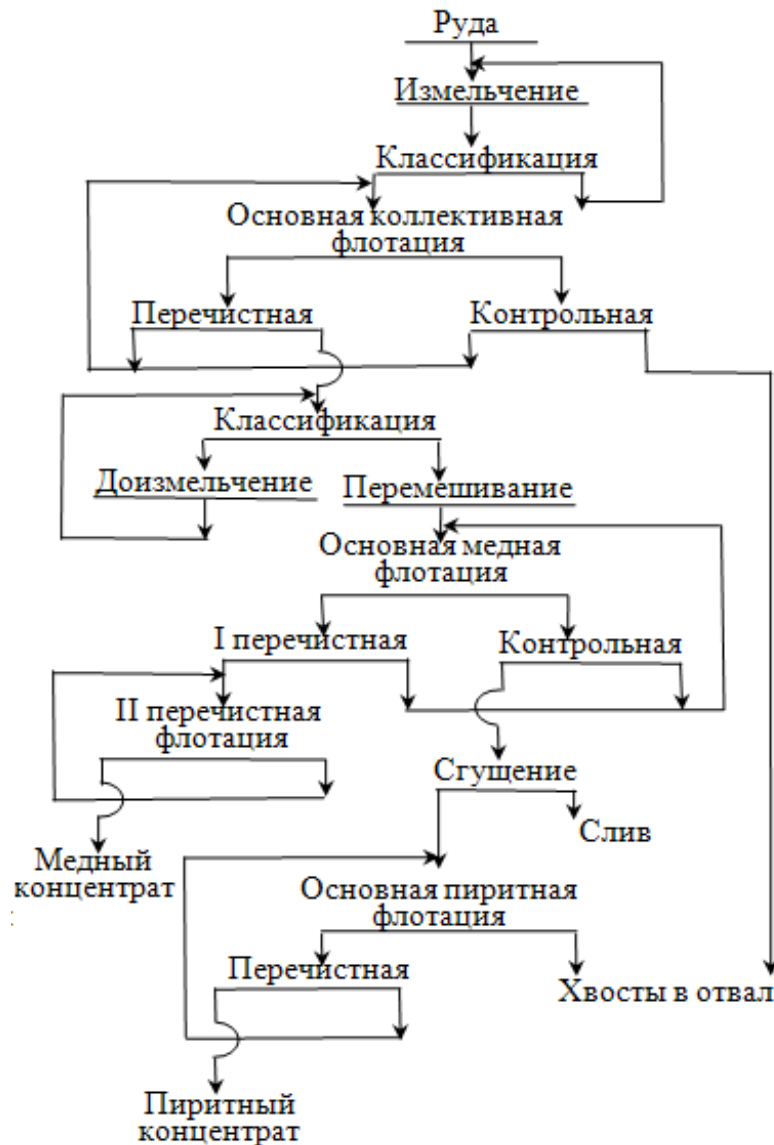 Руда
Измельчение
Классификация
Основная коллективная
флотация
Перечистная
Контрольная
Классификация
Доизмельчение
Перемешивание
Основная медная
флотация
I перечистная
Контрольная
II перечистная
флотация
Сгущение
Слив
Медный
концентрат
Основная пиритная
флотация
Перечистная
Хвосты в отвал
Пиритный
концентрат